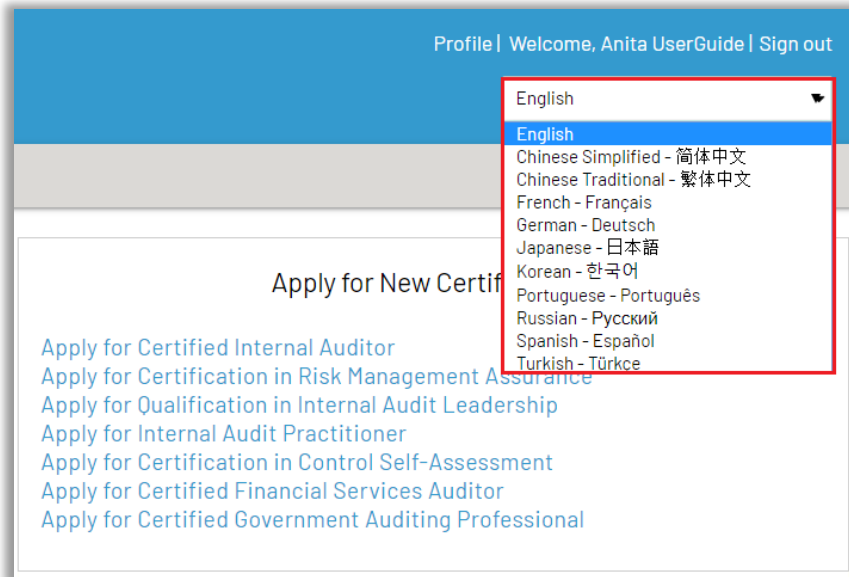 Profile | Welcome, Anita UserGuide | Sign out
English
English
Chinese Simplified - 简体中文
Chinese Traditional - 繁体中文
French - Français
German - Deutsch
Japanese - 日本語
Korean - 한국어
Portuguese - Português
Russian - Русский
Spanish - Español
Turkish - Türkçe
Apply for New Certif
Apply for Certified Internal Auditor
Apply for Certification in Risk Management Assurance
Apply for Qualification in Internal Audit Leadership
Apply for Internal Audit Practitioner
Apply for Certification in Control Self-Assessment
Apply for Certified Financial Services Auditor
Apply for Certified Government Auditing Professional